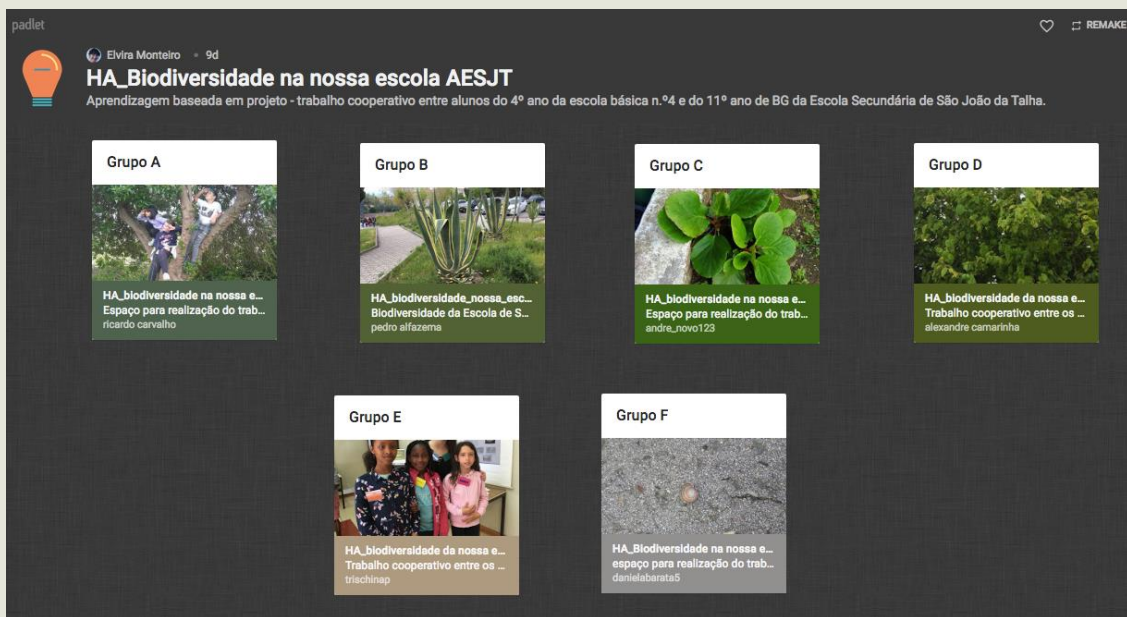 padlet
REMAKE
Elvira Monteiro • 9d
HA_Biodiversidade na nossa escola AESJT
Aprendizagem baseada em projeto - trabalho cooperativo entre alunos do 4º ano da escola básica n.º4 e do 11º ano de BG da Escola Secundária de São João da Talha.
Grupo A
HA_biodiversidade na nossa e...
Espaço para realização do trab...
ricardo carvalho
Grupo B
HA_biodiversidade_nossa_esc...
Biodiversidade da Escola de S...
pedro alfazema
Grupo C
HA_biodiversidade na nossa e...
Espaço para realização do trab...
andre_novo123
Grupo D
HA_biodiversidade da nossa e...
Trabalho cooperativo entre os ...
alexandre camarinha
Grupo E
HA_biodiversidade da nossa e...
Trabalho cooperativo entre os ...
trischinap
Grupo F
HA_Biodiversidade na nossa e...
espaço para realização do trab...
danielabarata5